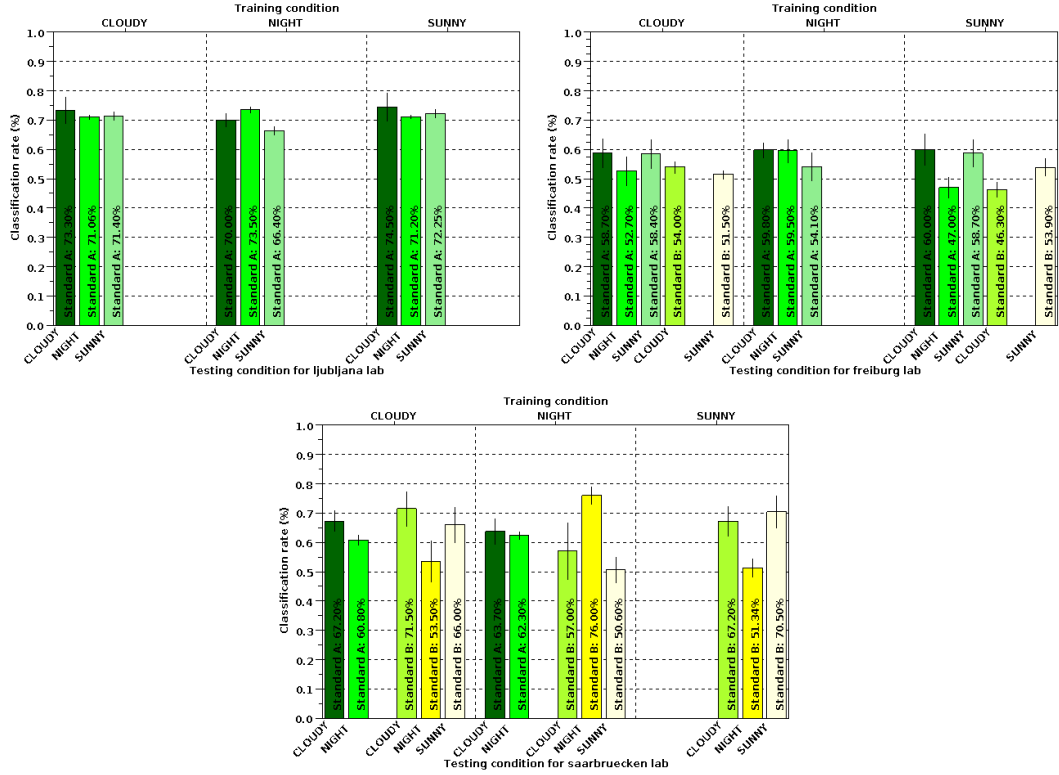 Training condition
CLOUDY NIGHT SUNNY
1.0
0.9
0.8
0.7
0.6
0.5
0.4
0.3
0.2
0.1
0.0
Classification rate (%)
Standard A: 73.30%
Standard A: 71.06%
Standard A: 71.40%
Standard A: 70.00%
Standard A: 73.50%
Standard A: 66.40%
Standard A: 74.50%
Standard A: 71.20%
Standard A: 72.25%
CLOUDY NIGHT SUNNY CLOUDY NIGHT SUNNY CLOUDY NIGHT SUNNY
Testing condition for ljubljana lab
Training condition
CLOUDY NIGHT SUNNY
1.0
0.9
0.8
0.7
0.6
0.5
0.4
0.3
0.2
0.1
0.0
Classification rate (%)
Standard A: 58.70%
Standard A: 52.70%
Standard A: 58.40%
Standard B: 54.00%
Standard B: 51.50%
Standard A: 59.80%
Standard A: 59.50%
Standard A: 54.10%
Standard A: 60.00%
Standard A: 47.00%
Standard A: 58.70%
Standard B: 46.30%
Standard B: 53.90%
CLOUDY NIGHT SUNNY CLOUDY SUNNY CLOUDY NIGHT SUNNY CLOUDY NIGHT SUNNY CLOUDY SUNNY
Testing condition for freiburg lab
Training condition
CLOUDY NIGHT SUNNY
1.0
0.9
0.8
0.7
0.6
0.5
0.4
0.3
0.2
0.1
0.0
Classification rate (%)
Standard A: 67.20%
Standard A: 60.80%
Standard B: 71.50%
Standard B: 53.50%
Standard B: 66.00%
Standard A: 63.70%
Standard A: 62.30%
Standard B: 57.00%
Standard B: 76.00%
Standard B: 50.60%
Standard B: 67.20%
Standard B: 51.34%
Standard B: 70.50%
CLOUDY NIGHT CLOUDY NIGHT SUNNY CLOUDY NIGHT CLOUDY NIGHT SUNNY CLOUDY NIGHT SUNNY
Testing condition for saarbruecken lab